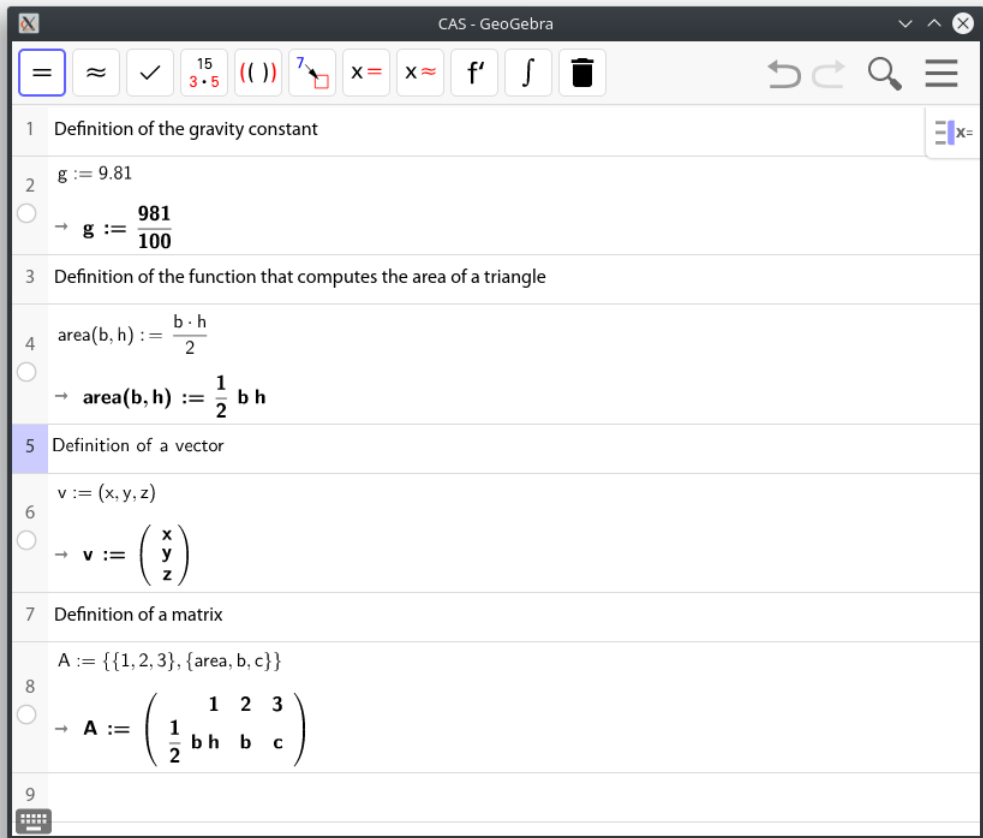 CAS - GeoGebra
= ≈ ✓ 15 3·5 (( )) 7 x= x≈ f′ ∫
1 Definition of the gravity constant
x=
2 g := 9.81
→ g := 981/100
3 Definition of the function that computes the area of a triangle
4 area(b, h) := b · h / 2
→ area(b, h) := 1/2 b h
5 Definition of a vector
6 v := (x, y, z)
→ v := (x
y
z)
7 Definition of a matrix
8 A := {{1, 2, 3}, {area, b, c}}
→ A := (1 2 3
1/2 b h b c)
9